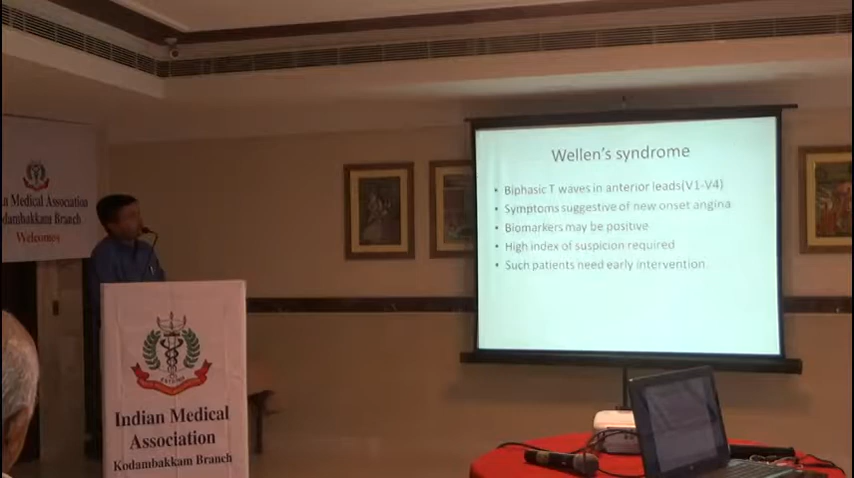 n Medical Association
dambakkam Branch
Welcomes
Wellen's syndrome
• Biphasic T waves in anterior leads(V1-V4)
• Symptoms suggestive of new onset angina
• Biomarkers may be positive
• High index of suspicion required
• Such patients need early intervention.
Indian Medical
Association
Kodambakkam Branch